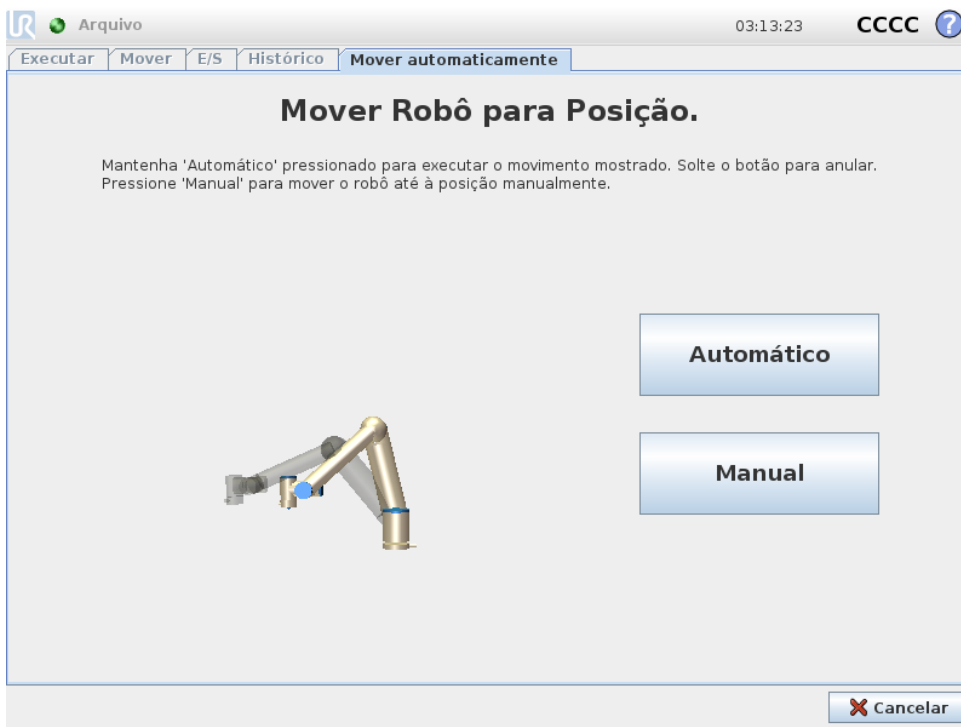 UR Arquivo 03:13:23 CCCC ?
Executar Mover E/S Histórico Mover automaticamente
Mover Robô para Posição.
Mantenha 'Automático' pressionado para executar o movimento mostrado. Solte o botão para anular.
Pressione 'Manual' para mover o robô até à posição manualmente.
Automático
Manual
Cancelar